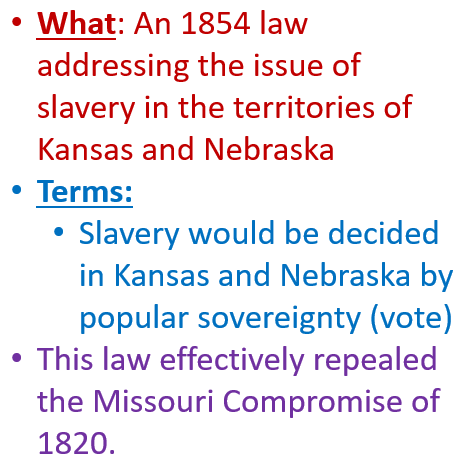 • What: An 1854 law
addressing the issue of
slavery in the territories of
Kansas and Nebraska
• Terms:
• Slavery would be decided
in Kansas and Nebraska by
popular sovereignty (vote)
• This law effectively repealed
the Missouri Compromise of
1820.